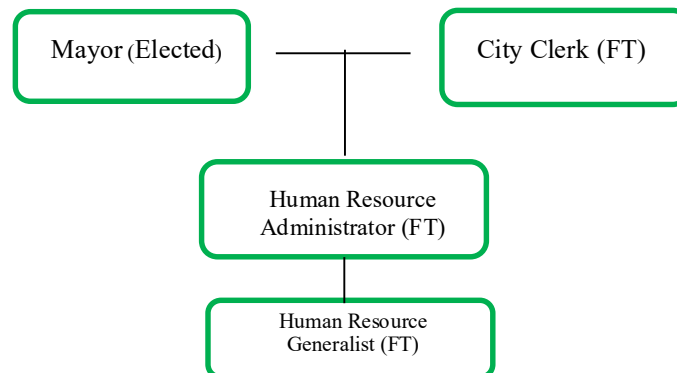 Mayor (Elected)
City Clerk (FT)
Human Resource
Administrator (FT)
Human Resource
Generalist (FT)